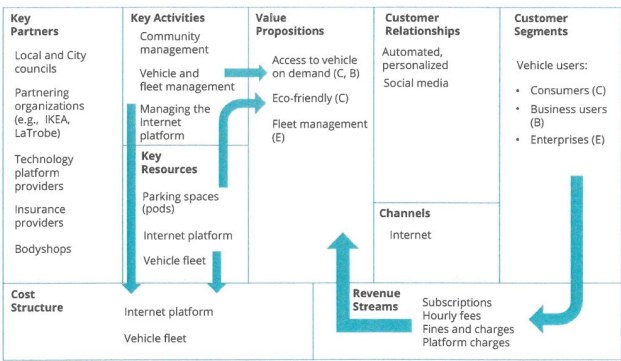 Key
Partners
Local and City
councils
Partnering
organizations
(e.g., IKEA,
LaTrobe)
Technology
platform
providers
Insurance
providers
Bodyshops
Key Activities
Community
management
Vehicle and
fleet management
Managing the
Internet
platform
Key
Resources
Parking spaces
(pods)
Internet platform
Vehicle fleet
Value
Propositions
Access to vehicle
on demand (C, B)
Eco-friendly (C)
Fleet management
(E)
Customer
Relationships
Automated,
personalized
Social media
Channels
Internet
Customer
Segments
Vehicle users:
• Consumers (C)
• Business users
(B)
• Enterprises (E)
Cost
Structure
Internet platform
Vehicle fleet
Revenue
Streams
Subscriptions
Hourly fees
Fines and charges
Platform charges